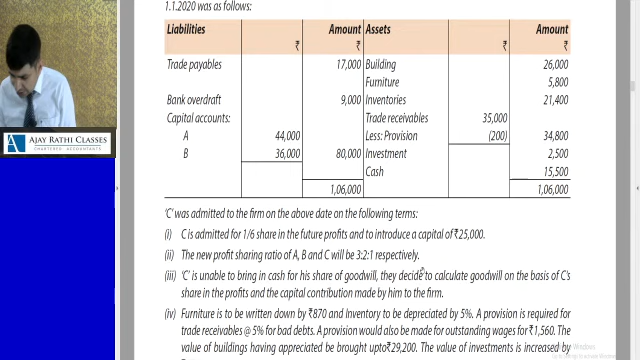 1.1.2020 was as follows:
Liabilities Amount Assets Amount
₹ ₹ ₹ ₹
Trade payables 17,000 Building 26,000
Furniture 5,800
Bank overdraft 9,000 Inventories 21,400
Capital accounts: Trade receivables 35,000
A 44,000 Less: Provision (200) 34,800
B 36,000 80,000 Investment 2,500
Cash 15,500
1,06,000 1,06,000
'C' was admitted to the firm on the above date on the following terms:
(i) C is admitted for 1/6 share in the future profits and to introduce a capital of ₹25,000.
(ii) The new profit sharing ratio of A, B and C will be 3:2:1 respectively.
(iii) 'C' is unable to bring in cash for his share of goodwill, they decide to calculate goodwill on the basis of C's
share in the profits and the capital contribution made by him to the firm.
(iv) Furniture is to be written down by ₹870 and Inventory to be depreciated by 5%. A provision is required for
trade receivables @ 5% for bad debts. A provision would also be made for outstanding wages for ₹1,560. The
value of buildings having appreciated be brought upto ₹29,200. The value of investments is increased by
A AJAY RATHI CLASSES
CHARTERED ACCOUNTANTS